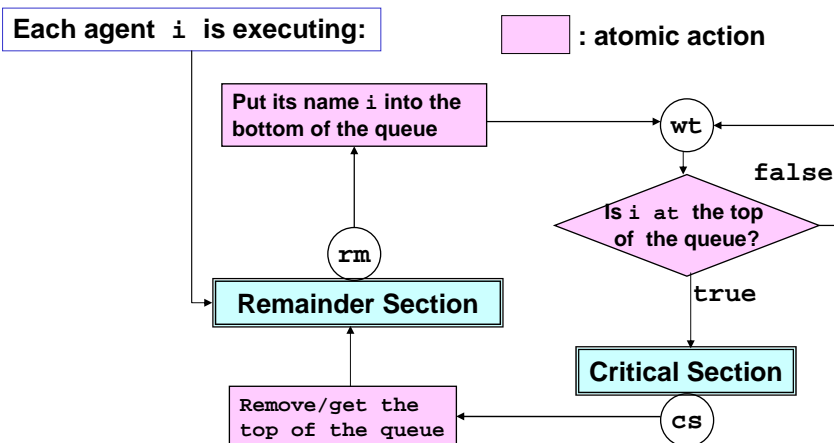 Each agent i is executing:
: atomic action
Put its name i into the
bottom of the queue
wt
false
Is i at the top
of the queue?
rm
Remainder Section
true
Critical Section
Remove/get the
top of the queue
cs